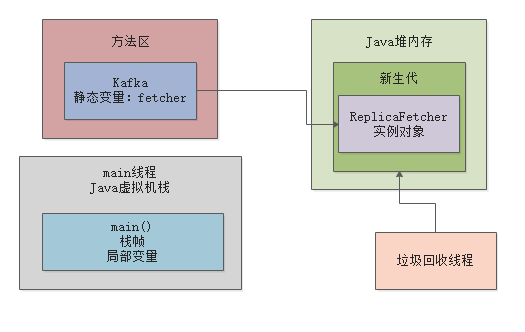 方法区
Kafka
静态变量：fetcher
Java堆内存
新生代
ReplicaFetcher
实例对象
main线程
Java虚拟机栈
main()
栈帧
局部变量
垃圾回收线程